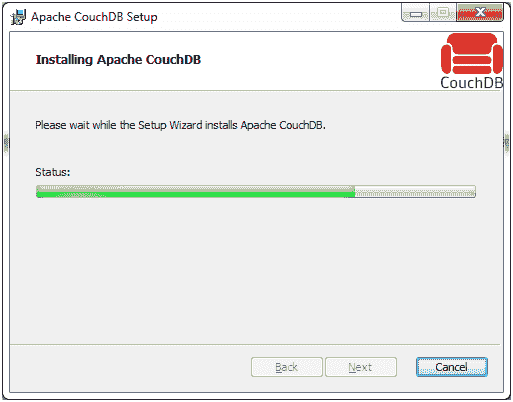 Apache CouchDB Setup
Installing Apache CouchDB
CouchDB
Please wait while the Setup Wizard installs Apache CouchDB.
Status:
Back
Next
Cancel